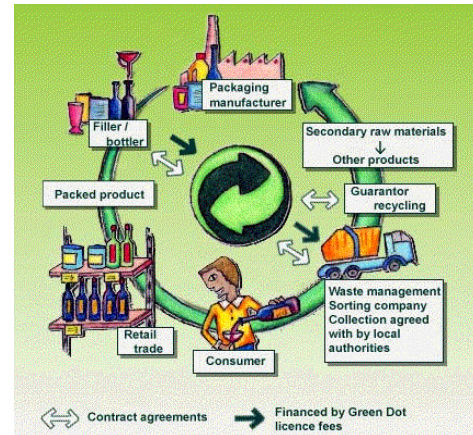 Packaging
manufacturer
Filler /
bottler
Secondary raw materials
↓
Other products
Packed product
Guarantor
recycling
Waste management
Sorting company
Collection agreed
with by local
authorities
Retail
trade
Consumer
Contract agreements
Financed by Green Dot
licence fees